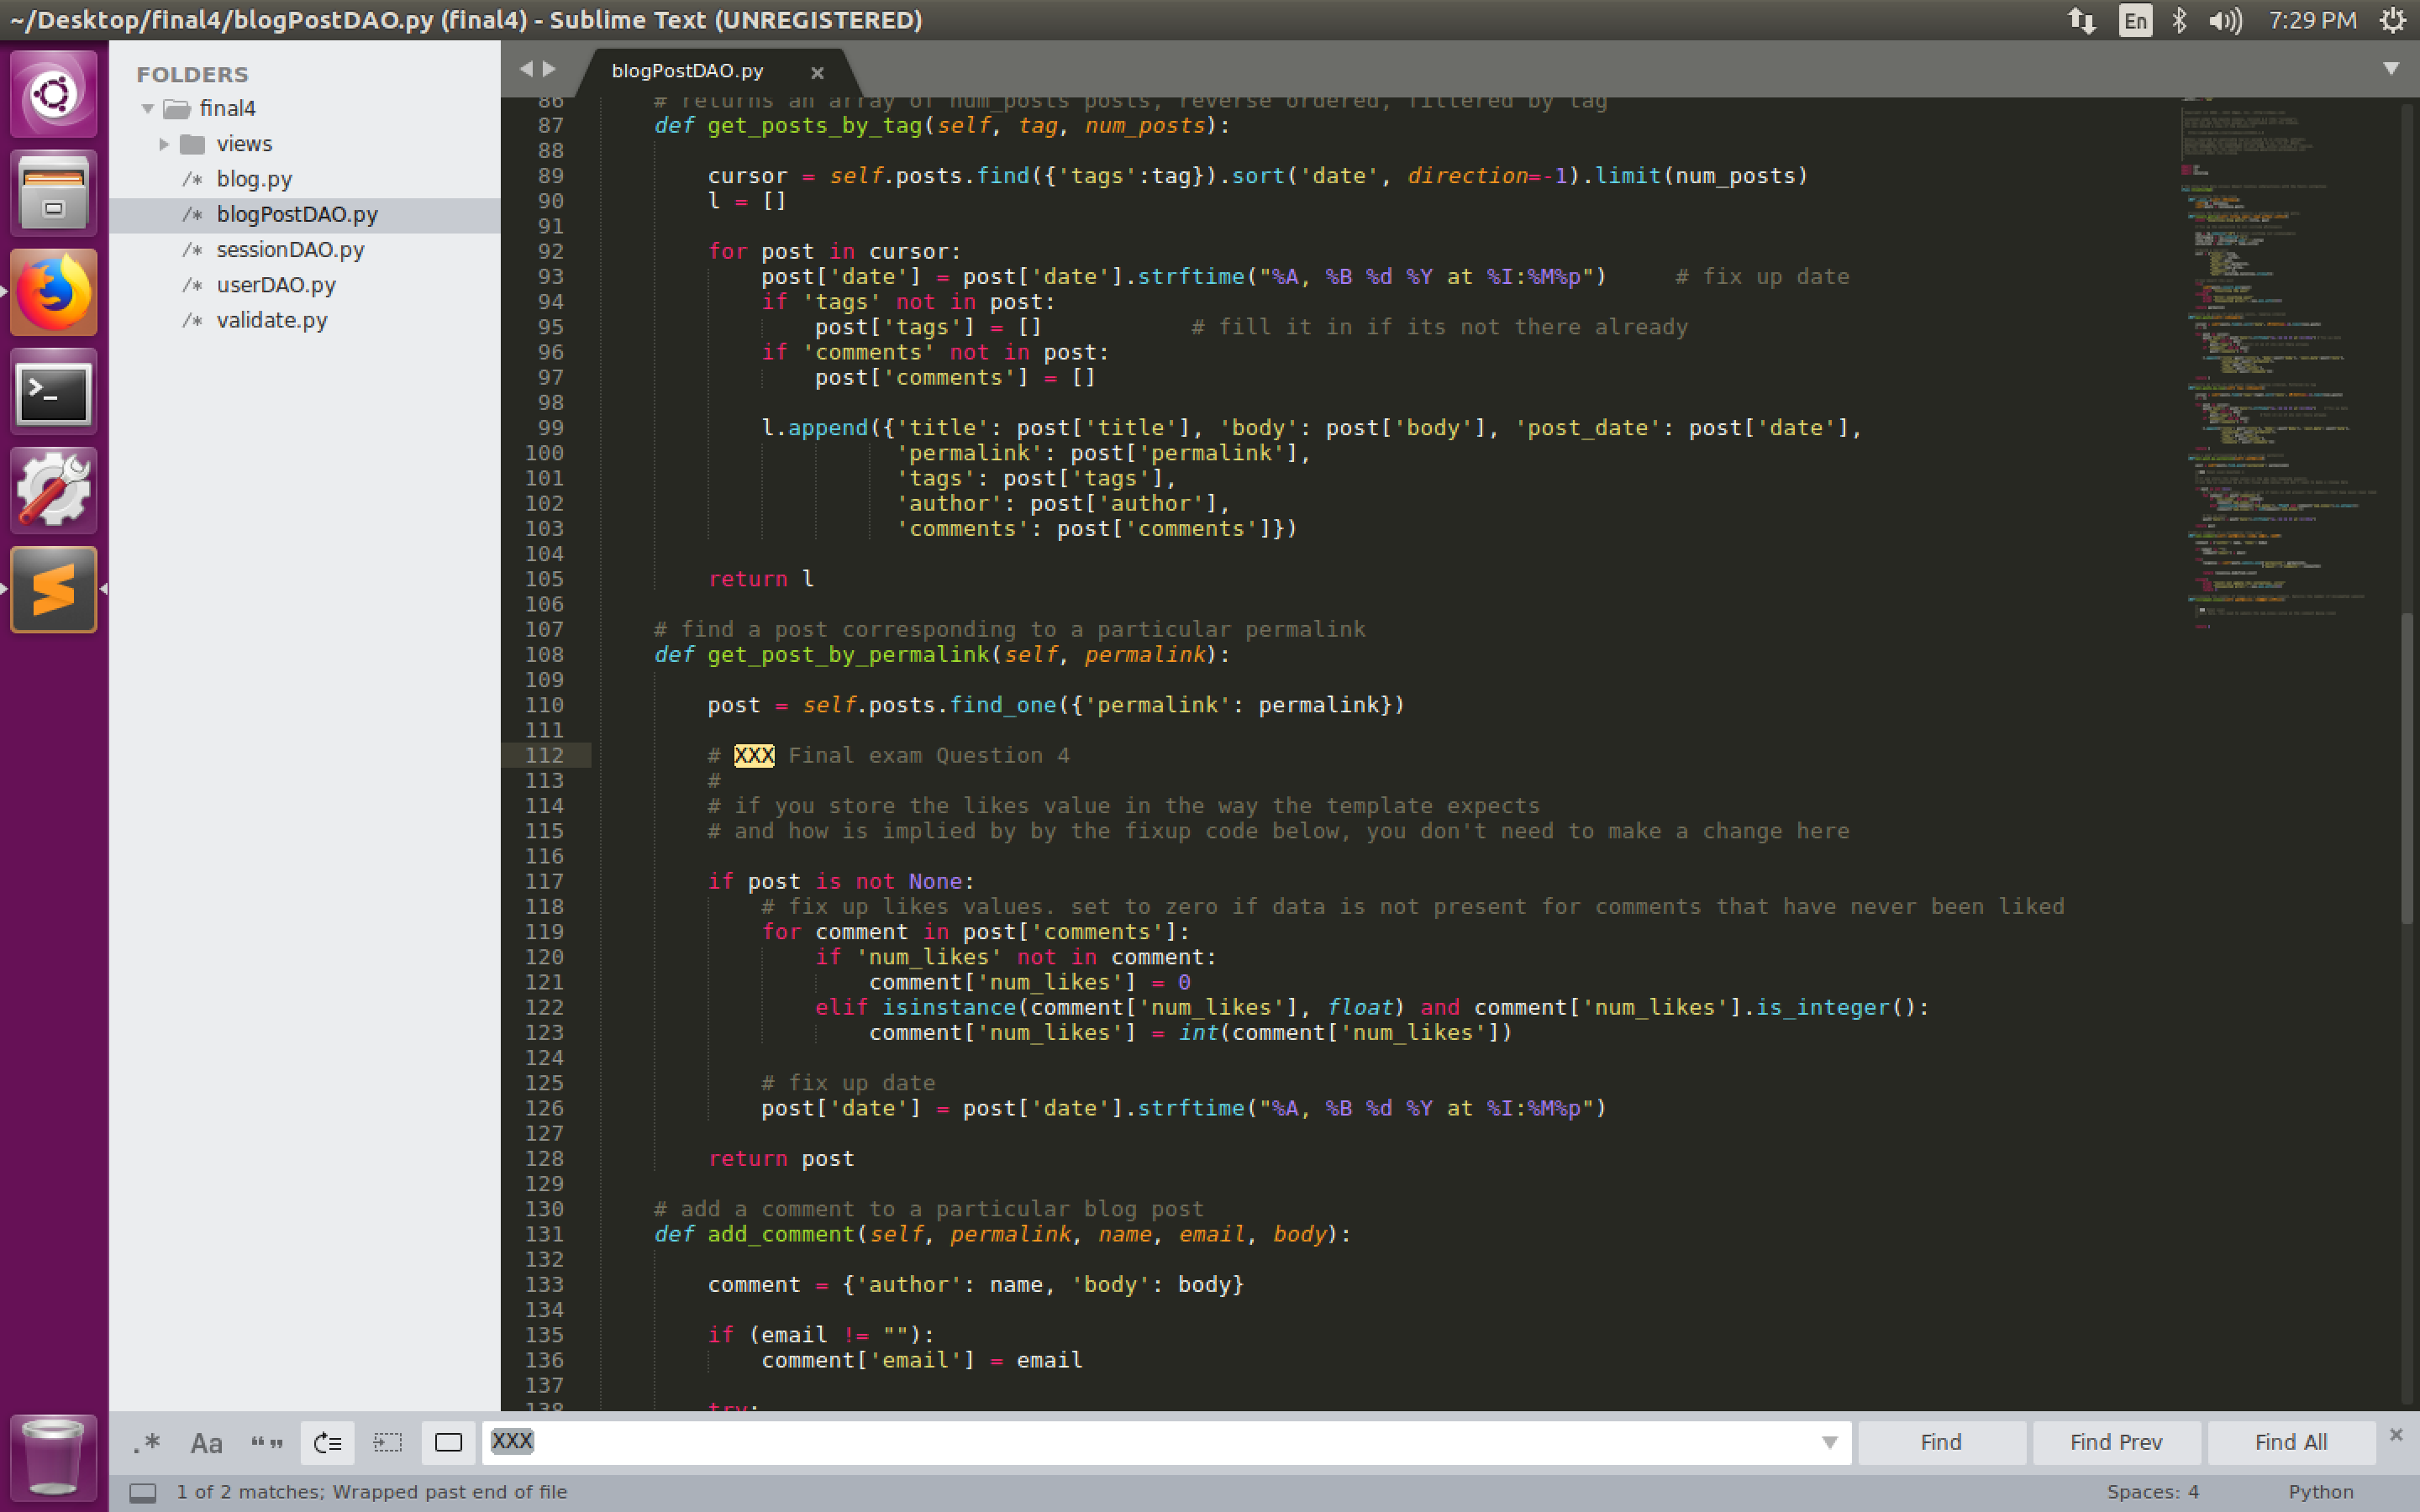 ~/Desktop/final4/blogPostDAO.py (final4) - Sublime Text (UNREGISTERED)
En
7:29 PM
FOLDERS
final4
views
/* blog.py
/* blogPostDAO.py
/* sessionDAO.py
/* userDAO.py
/* validate.py
blogPostDAO.py ×
86 # returns an array of num_posts posts, reverse ordered, filtered by tag
87 def get_posts_by_tag(self, tag, num_posts):
88
89 cursor = self.posts.find({'tags':tag}).sort('date', direction=-1).limit(num_posts)
90 l = []
91
92 for post in cursor:
93 post['date'] = post['date'].strftime("%A, %B %d %Y at %I:%M%p") # fix up date
94 if 'tags' not in post:
95 post['tags'] = [] # fill it in if its not there already
96 if 'comments' not in post:
97 post['comments'] = []
98
99 l.append({'title': post['title'], 'body': post['body'], 'post_date': post['date'],
100 'permalink': post['permalink'],
101 'tags': post['tags'],
102 'author': post['author'],
103 'comments': post['comments']})
104
105 return l
106
107 # find a post corresponding to a particular permalink
108 def get_post_by_permalink(self, permalink):
109
110 post = self.posts.find_one({'permalink': permalink})
111
112 # XXX Final exam Question 4
113 #
114 # if you store the likes value in the way the template expects
115 # and how is implied by by the fixup code below, you don't need to make a change here
116
117 if post is not None:
118 # fix up likes values. set to zero if data is not present for comments that have never been liked
119 for comment in post['comments']:
120 if 'num_likes' not in comment:
121 comment['num_likes'] = 0
122 elif isinstance(comment['num_likes'], float) and comment['num_likes'].is_integer():
123 comment['num_likes'] = int(comment['num_likes'])
124
125 # fix up date
126 post['date'] = post['date'].strftime("%A, %B %d %Y at %I:%M%p")
127
128 return post
129
130 # add a comment to a particular blog post
131 def add_comment(self, permalink, name, email, body):
132
133 comment = {'author': name, 'body': body}
134
135 if (email != ""):
136 comment['email'] = email
137
138 try:
.* Aa “ ” XXX Find Find Prev Find All ×
1 of 2 matches; Wrapped past end of file
Spaces: 4
Python